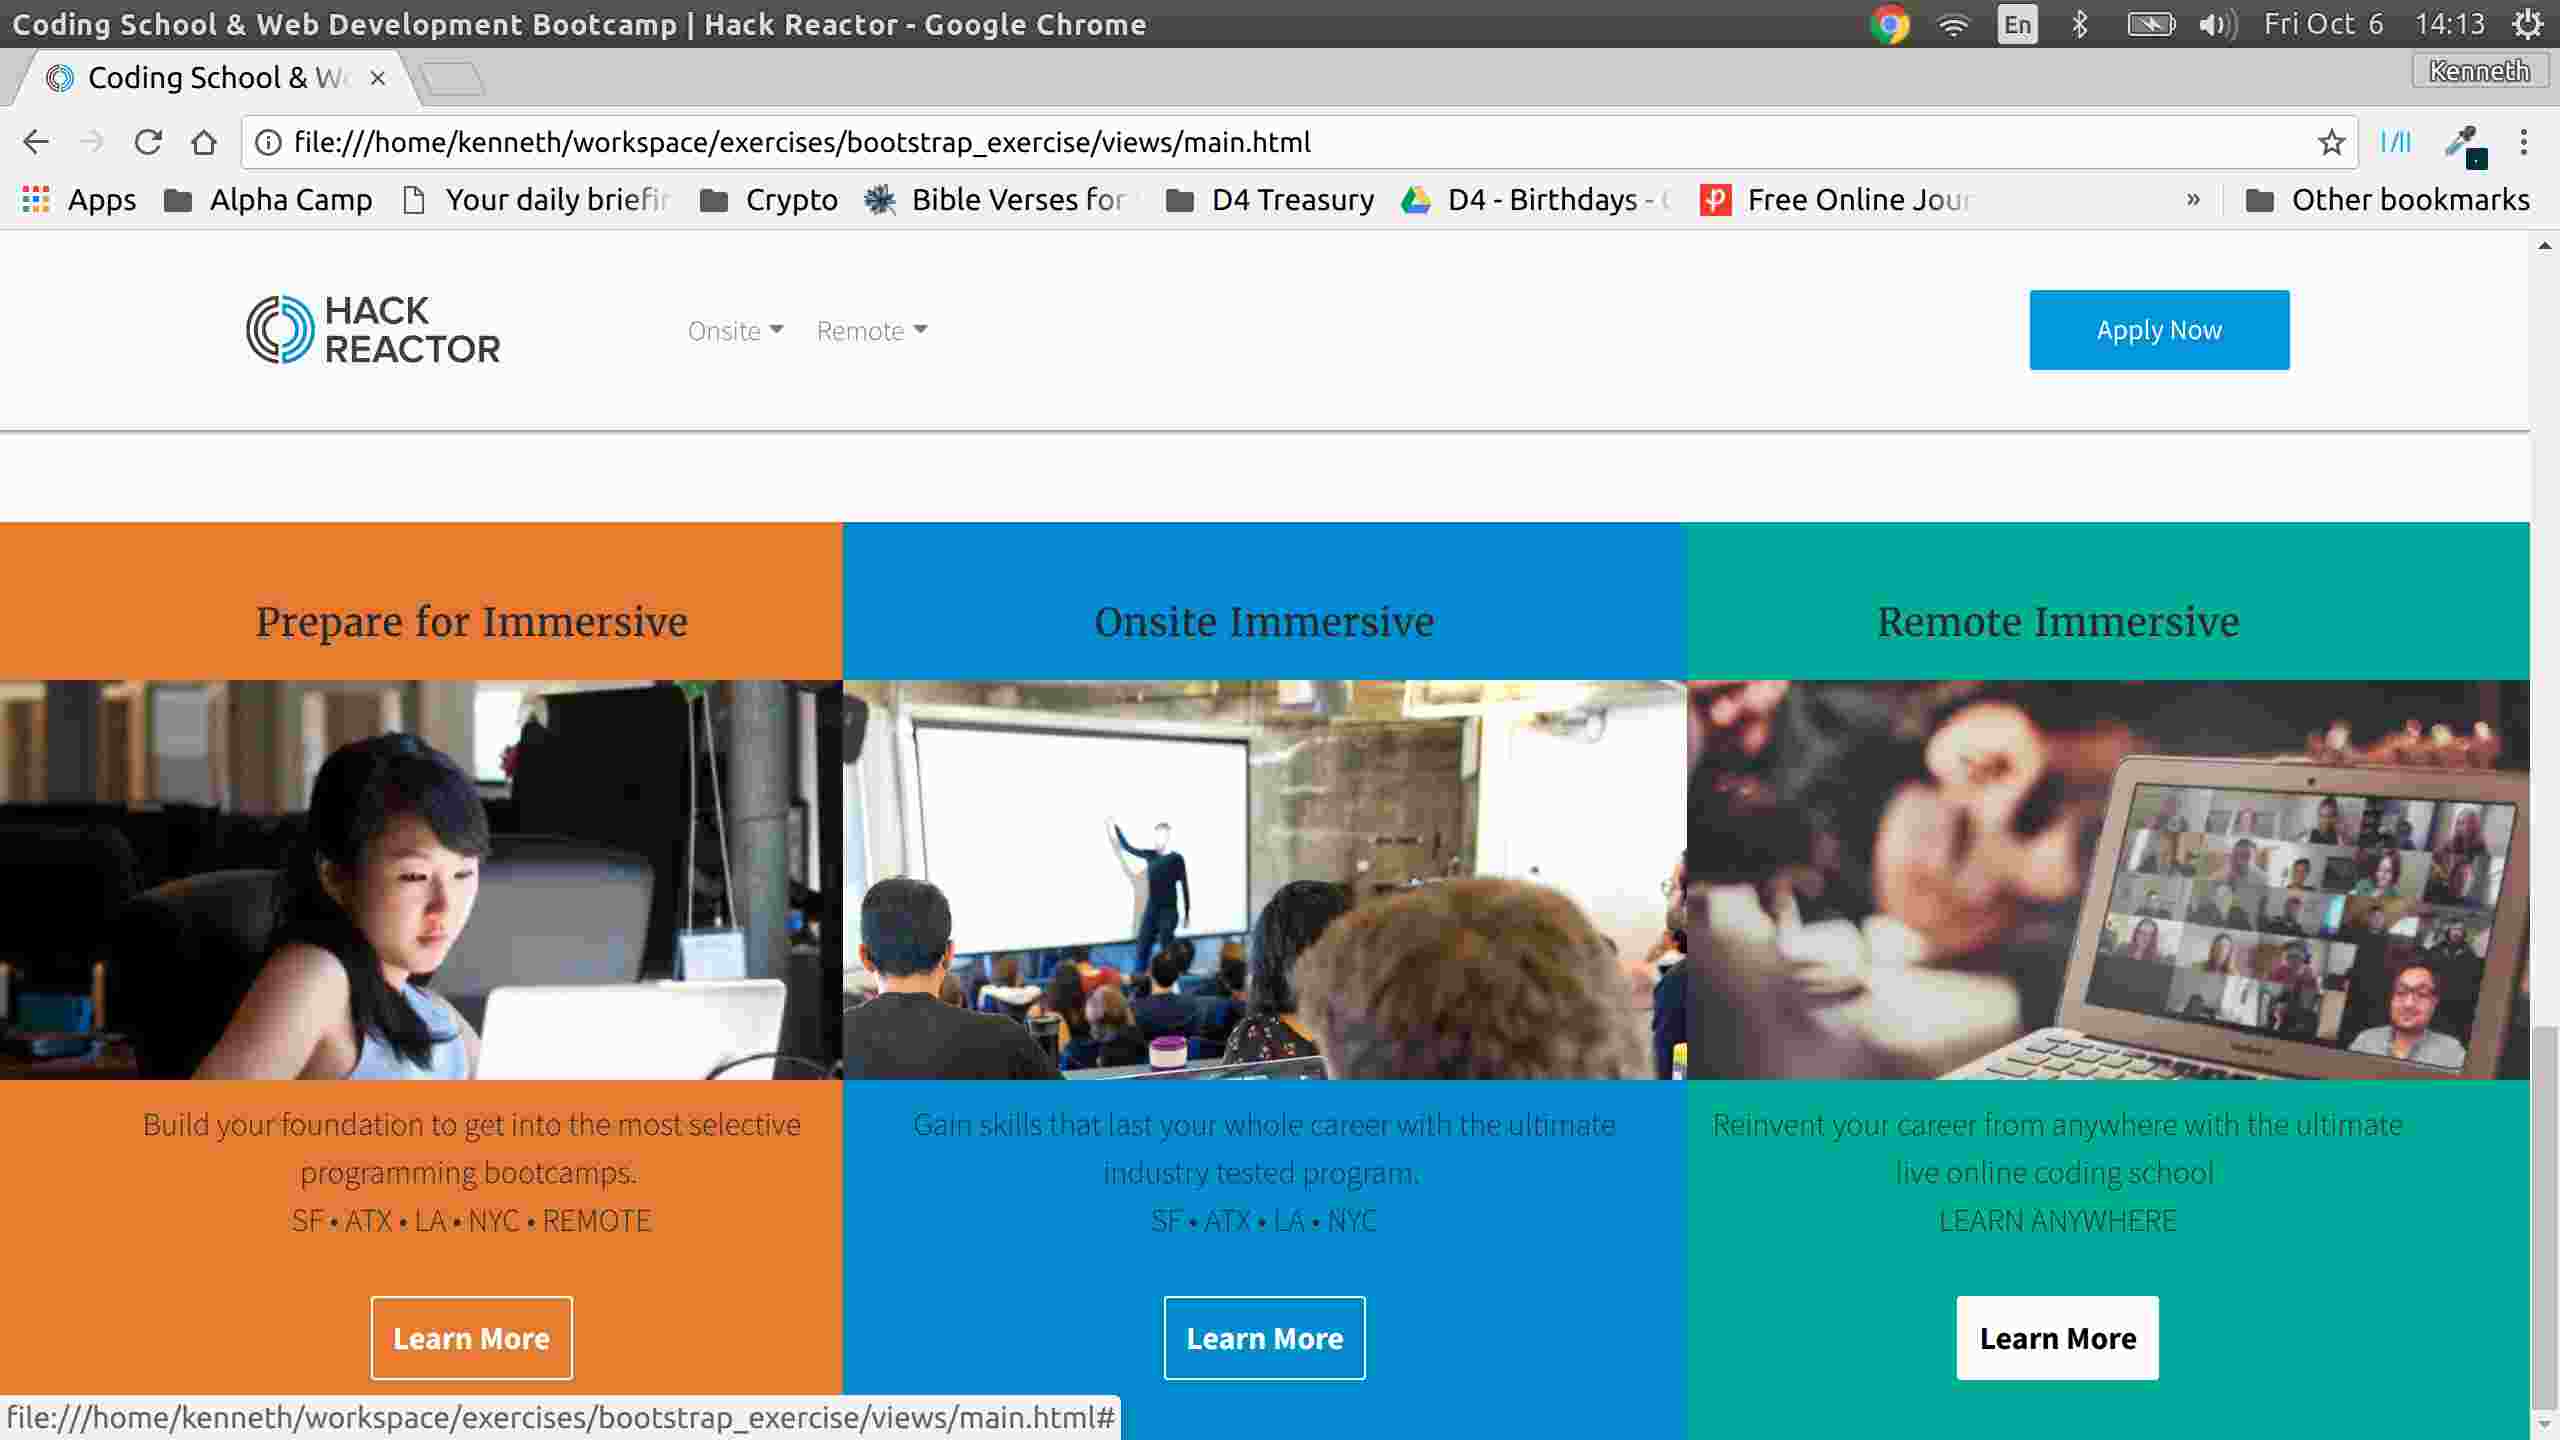 Coding School & Web Development Bootcamp | Hack Reactor - Google Chrome
En
Fri Oct 6 14:13
Coding School & We
Kenneth
file:///home/kenneth/workspace/exercises/bootstrap_exercise/views/main.html
Apps Alpha Camp Your daily briefin Crypto Bible Verses for D4 Treasury D4 - Birthdays - Free Online Jour » Other bookmarks
HACK
REACTOR
Onsite Remote
Apply Now
Prepare for Immersive
Build your foundation to get into the most selective
programming bootcamps.
SF • ATX • LA • NYC • REMOTE
Learn More
Onsite Immersive
Gain skills that last your whole career with the ultimate
industry tested program.
SF • ATX • LA • NYC
Learn More
Remote Immersive
Reinvent your career from anywhere with the ultimate
live online coding school
LEARN ANYWHERE
Learn More
file:///home/kenneth/workspace/exercises/bootstrap_exercise/views/main.html#